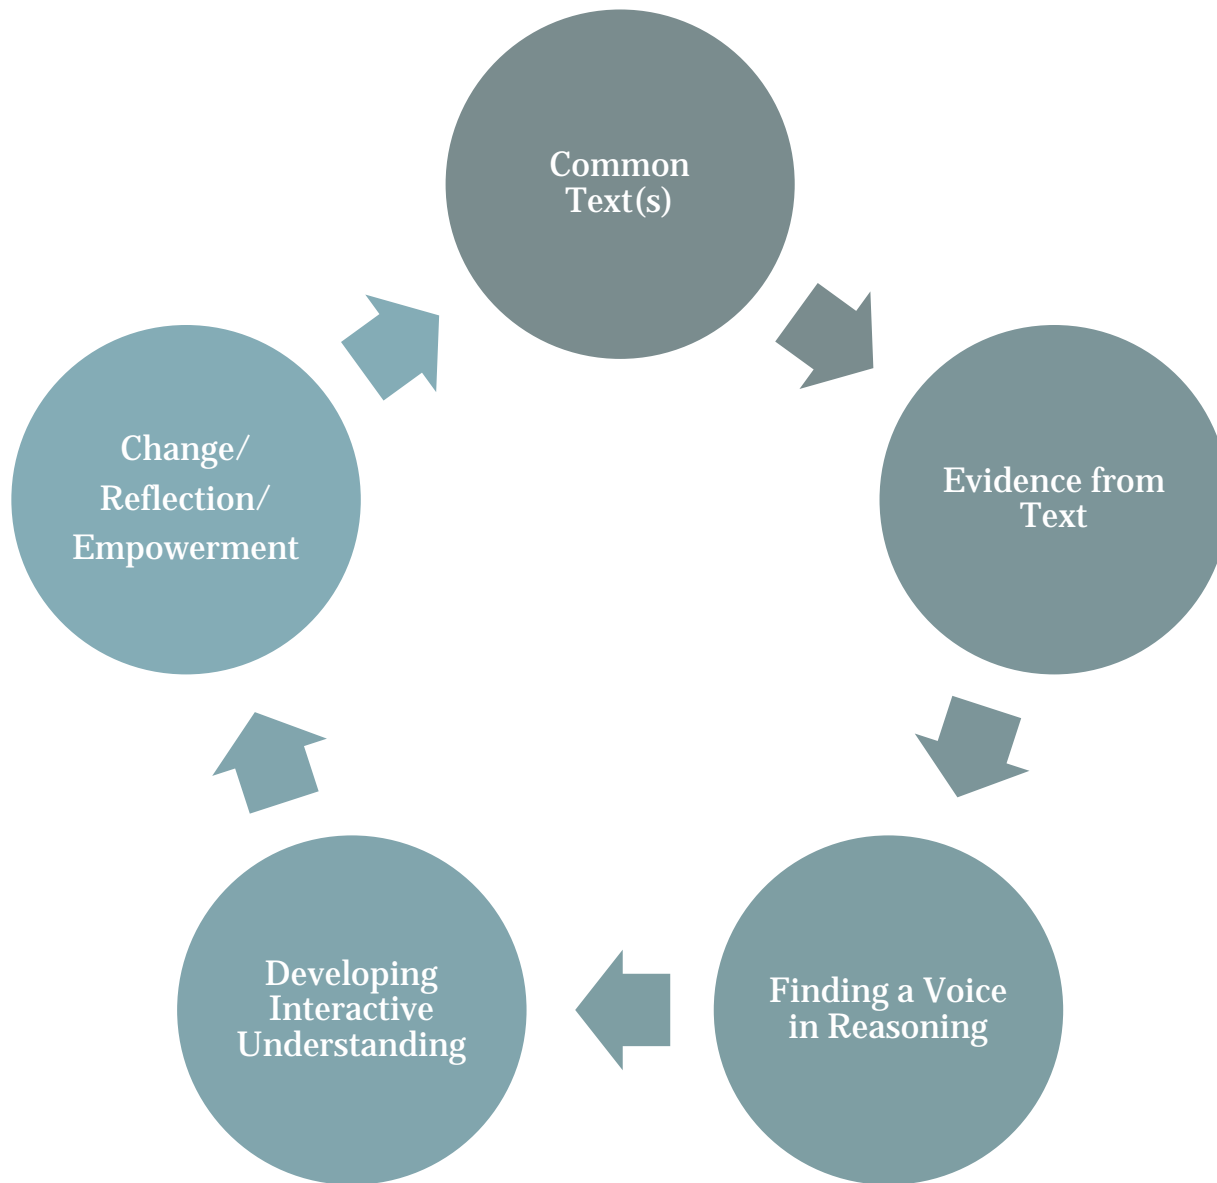 Common
Text(s)
Evidence from
Text
Finding a Voice
in Reasoning
Developing
Interactive
Understanding
Change/
Reflection/
Empowerment